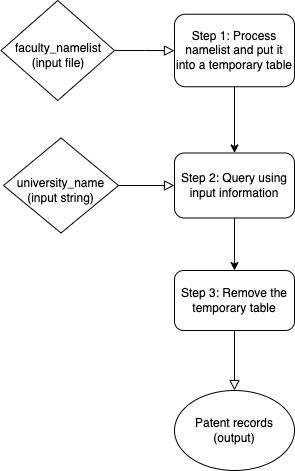 faculty_namelist
(input file)
Step 1: Process
namelist and put it
into a temporary table
university_name
(input string)
Step 2: Query using
input information
Step 3: Remove the
temporary table
Patent records
(output)